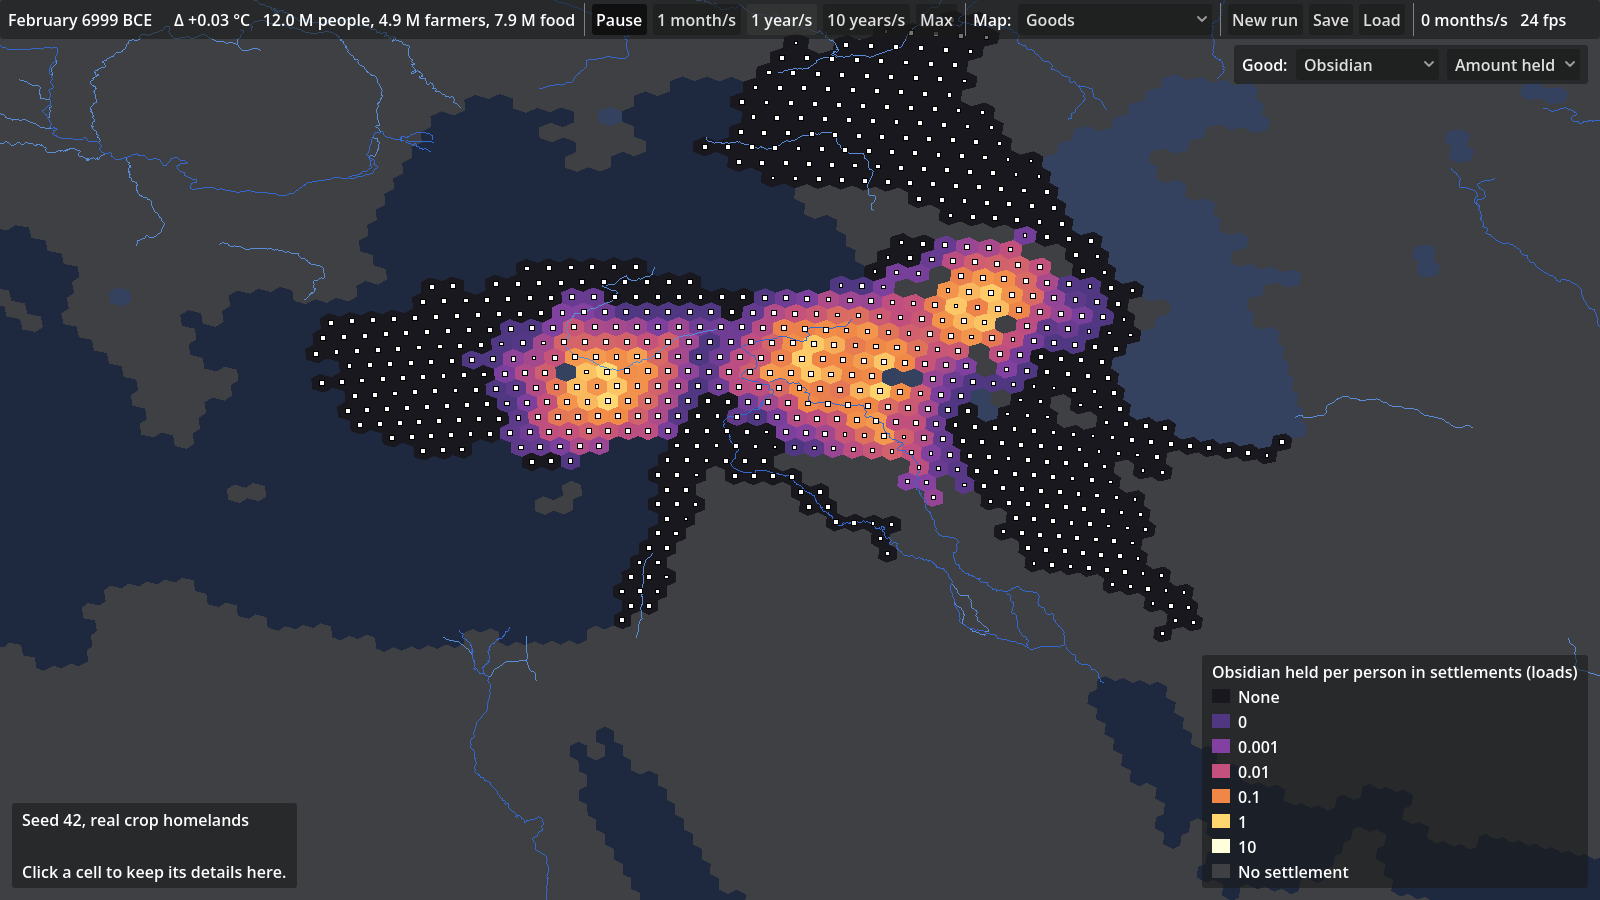 February 6999 BCE Δ +0.03 °C 12.0 M people, 4.9 M farmers, 7.9 M food Pause 1 month/s 1 year/s 10 years/s Max Map: Goods New run Save Load 0 months/s 24 fps
Good: Obsidian Amount held
Obsidian held per person in settlements (loads)
None
0
0.001
0.01
0.1
1
10
No settlement
Seed 42, real crop homelands
Click a cell to keep its details here.